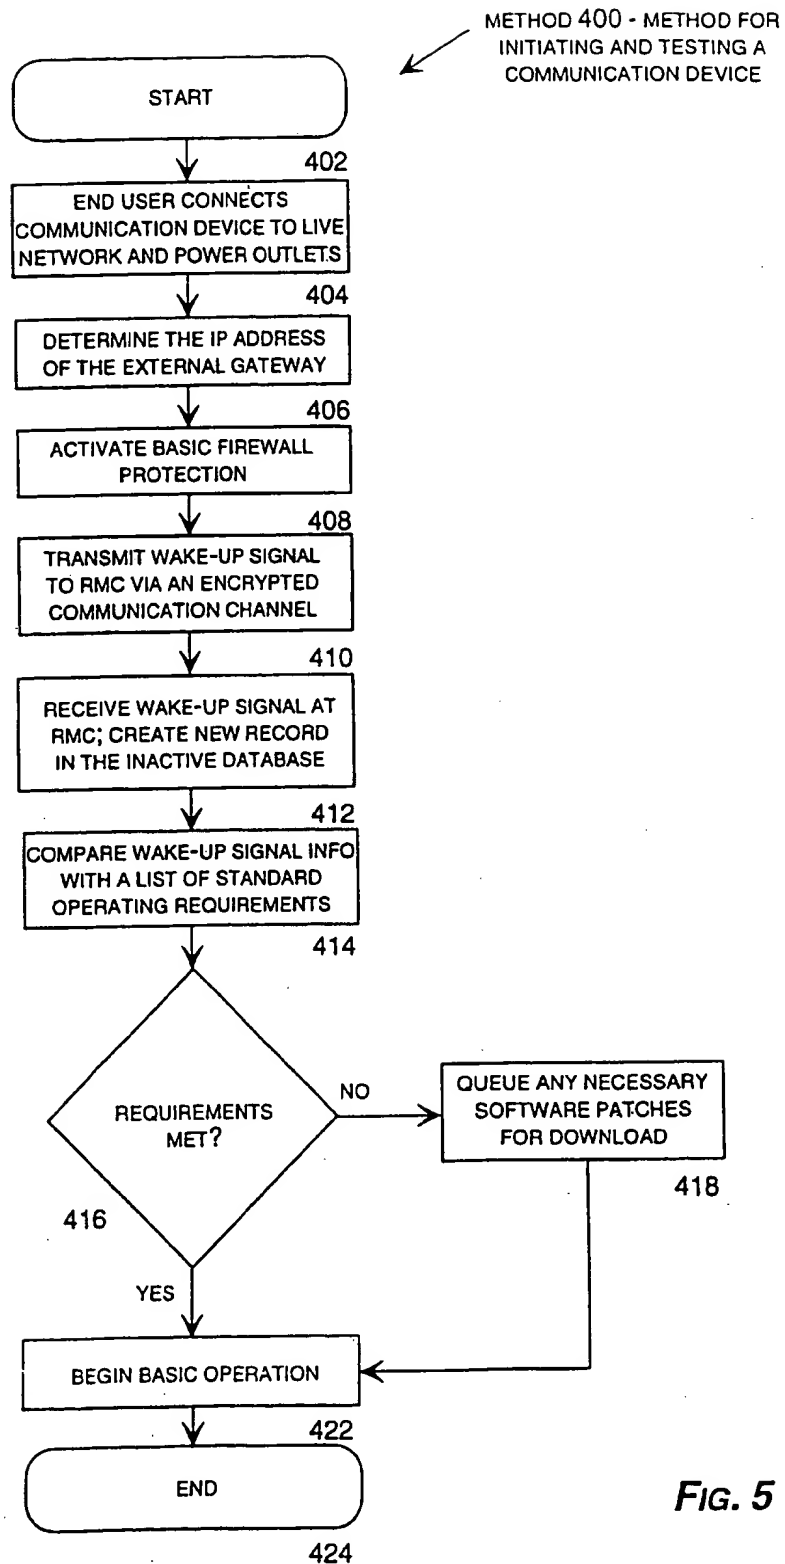 METHOD 400 - METHOD FOR
INITIATING AND TESTING A
COMMUNICATION DEVICE
START
402
END USER CONNECTS
COMMUNICATION DEVICE TO LIVE
NETWORK AND POWER OUTLETS
404
DETERMINE THE IP ADDRESS
OF THE EXTERNAL GATEWAY
406
ACTIVATE BASIC FIREWALL
PROTECTION
408
TRANSMIT WAKE-UP SIGNAL
TO RMC VIA AN ENCRYPTED
COMMUNICATION CHANNEL
410
RECEIVE WAKE-UP SIGNAL AT
RMC; CREATE NEW RECORD
IN THE INACTIVE DATABASE
412
COMPARE WAKE-UP SIGNAL INFO
WITH A LIST OF STANDARD
OPERATING REQUIREMENTS
414
REQUIREMENTS
MET?
416
NO
QUEUE ANY NECESSARY
SOFTWARE PATCHES
FOR DOWNLOAD
418
YES
BEGIN BASIC OPERATION
422
END
424
FIG. 5